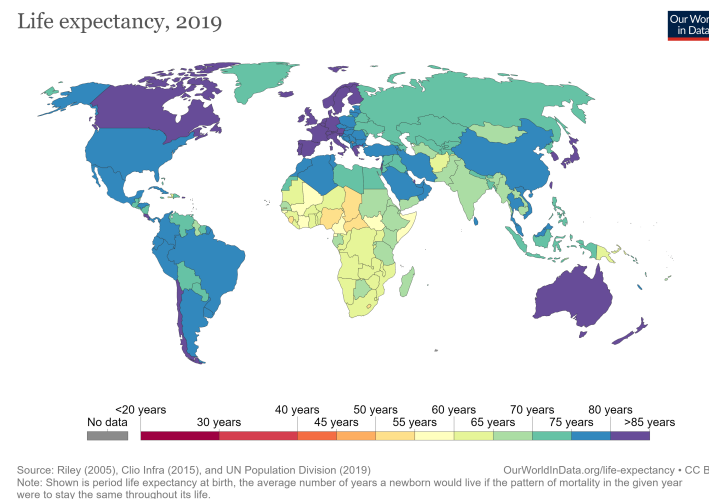 Life expectancy, 2019
Our Wor
in Data
No data
<20 years
30 years
40 years
45 years
50 years
55 years
60 years
65 years
70 years
75 years
80 years
>85 years
Source: Riley (2005), Clio Infra (2015), and UN Population Division (2019)
OurWorldInData.org/life-expectancy • CC B
Note: Shown is period life expectancy at birth, the average number of years a newborn would live if the pattern of mortality in the given year
were to stay the same throughout its life.